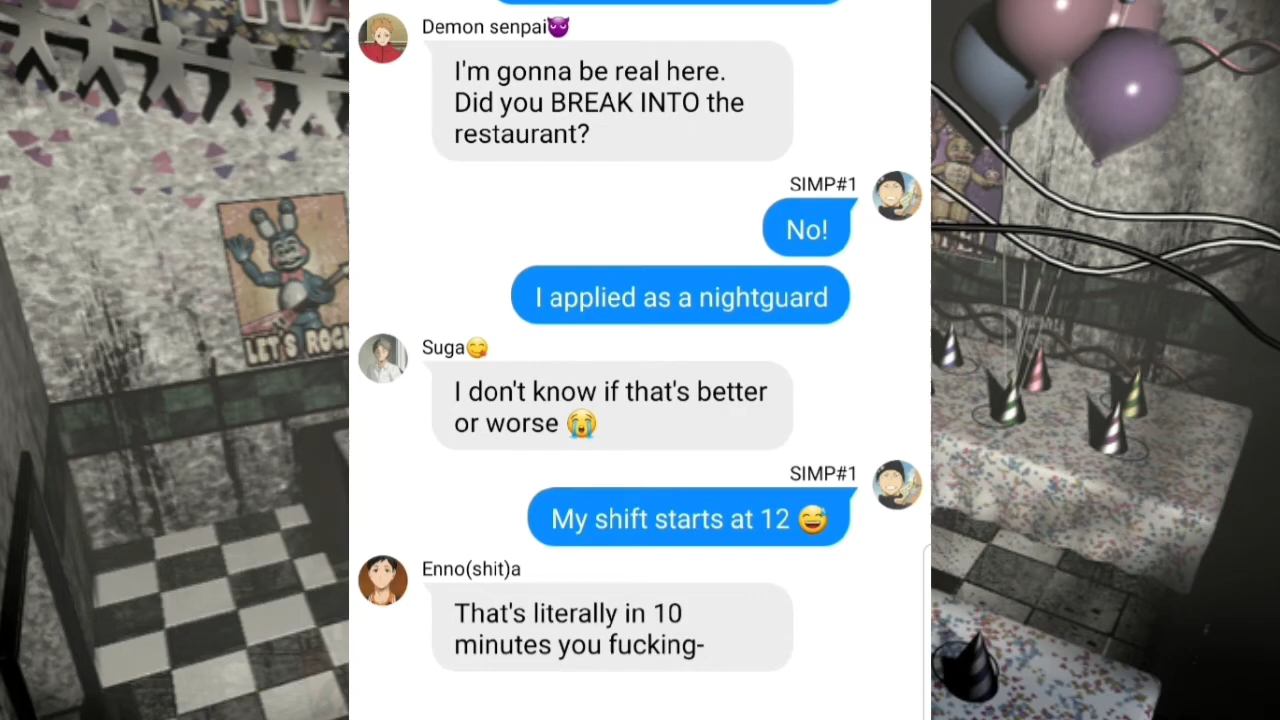 Demon senpai😈
I'm gonna be real here.
Did you BREAK INTO the
restaurant?
SIMP#1
No!
I applied as a nightguard
Suga😋
I don't know if that's better
or worse 😭
SIMP#1
My shift starts at 12 😅
Enno(shit)a
That's literally in 10
minutes you fucking-
LET'S ROCK